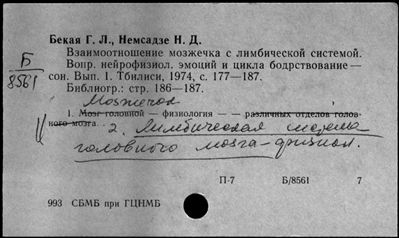 Бекая Г. Л., Немсадзе Н. Д.
Взаимоотношение мозжечка с лимбической системой.
Вопр. нейрофизиол. эмоций и цикла бодрствование—
сон. Вып. 1. Тбилиси, 1974, с. 177—187.
Библиогр.: стр. 186—187.
Б
8561
Мозжечок
1. Мозг головной — физиология — — различных отделов голов-
ного мозга. 2. Лимбическая система
головного мозга - физиол.
П-7 Б/8561 7
993 СБМБ при ГЦНМБ